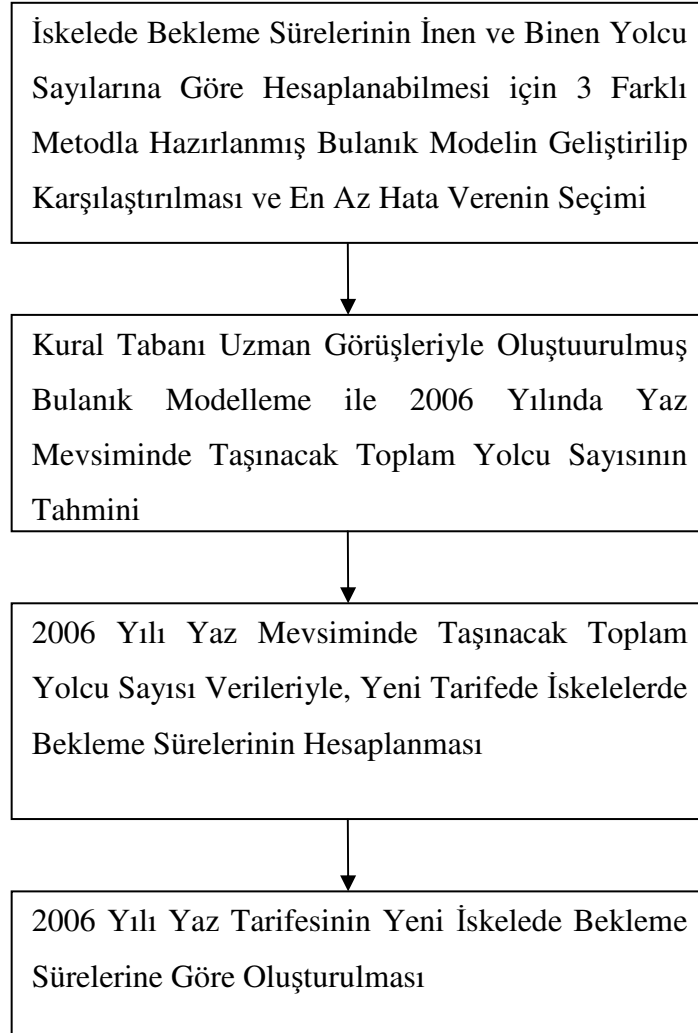 İskelede Bekleme Sürelerinin İnen ve Binen Yolcu
Sayılarına Göre Hesaplanabilmesi için 3 Farklı
Metodla Hazırlanmış Bulanık Modelin Geliştirilip
Karşılaştırılması ve En Az Hata Verenin Seçimi
Kural Tabanı Uzman Görüşleriyle Oluştuurulmuş
Bulanık Modelleme ile 2006 Yılında Yaz
Mevsiminde Taşınacak Toplam Yolcu Sayısının
Tahmini
2006 Yılı Yaz Mevsiminde Taşınacak Toplam
Yolcu Sayısı Verileriyle, Yeni Tarifede İskelelerde
Bekleme Sürelerinin Hesaplanması
2006 Yılı Yaz Tarifesinin Yeni İskelede Bekleme
Sürelerine Göre Oluşturulması